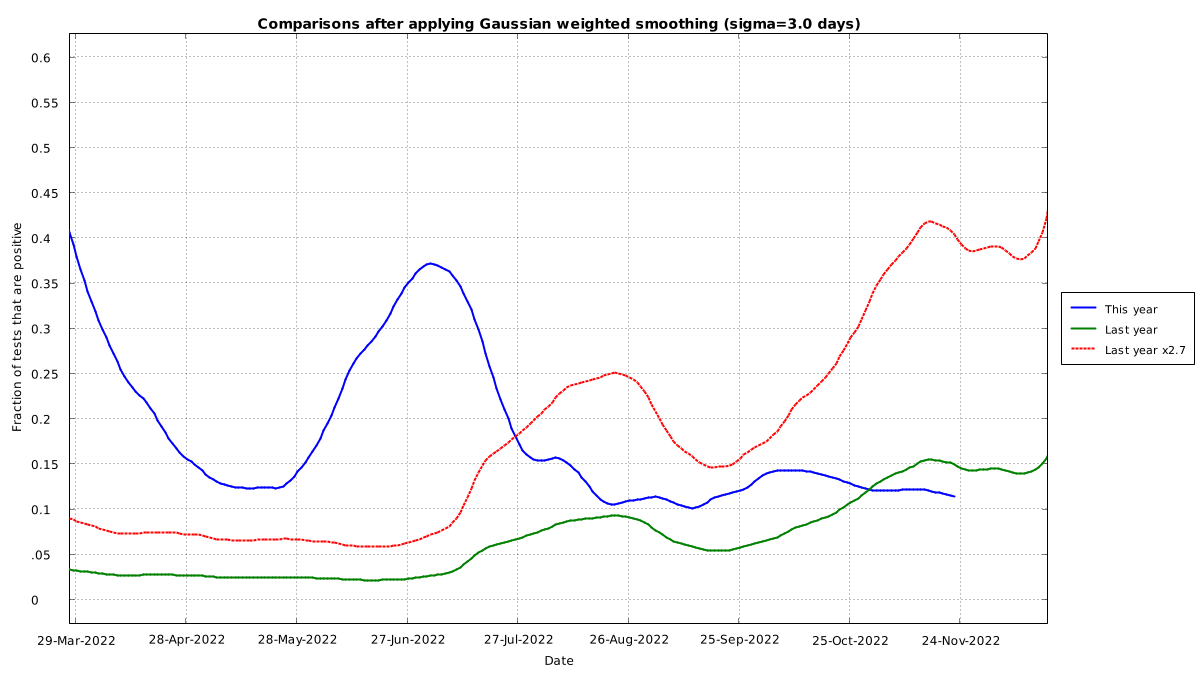 Comparisons after applying Gaussian weighted smoothing (sigma=3.0 days)
Fraction of tests that are positive
0.6
0.55
0.5
0.45
0.4
0.35
0.3
0.25
0.2
0.15
0.1
.05
0
29-Mar-2022 28-Apr-2022 28-May-2022 27-Jun-2022 27-Jul-2022 26-Aug-2022 25-Sep-2022 25-Oct-2022 24-Nov-2022
Date
This year
Last year
Last year x2.7